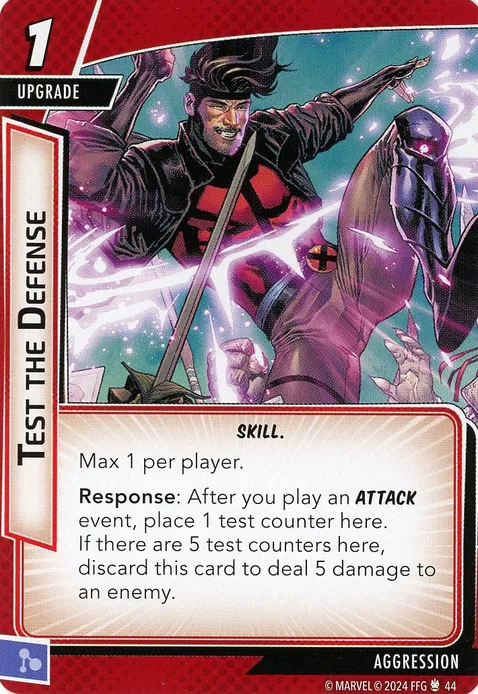 1
UPGRADE
TEST THE DEFENSE
SKILL.
Max 1 per player.
Response: After you play an ATTACK
event, place 1 test counter here.
If there are 5 test counters here,
discard this card to deal 5 damage to
an enemy.
AGGRESSION
© MARVEL © 2024 FFG 44